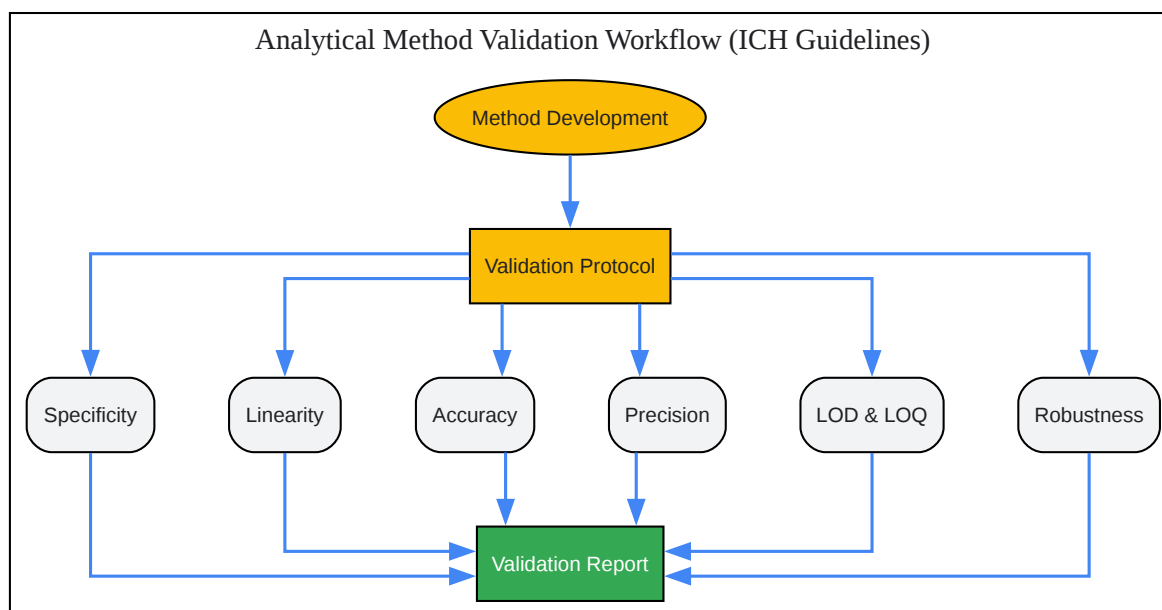 Analytical Method Validation Workflow (ICH Guidelines)
Method Development
Validation Protocol
Specificity
Linearity
Accuracy
Precision
LOD & LOQ
Robustness
Validation Report